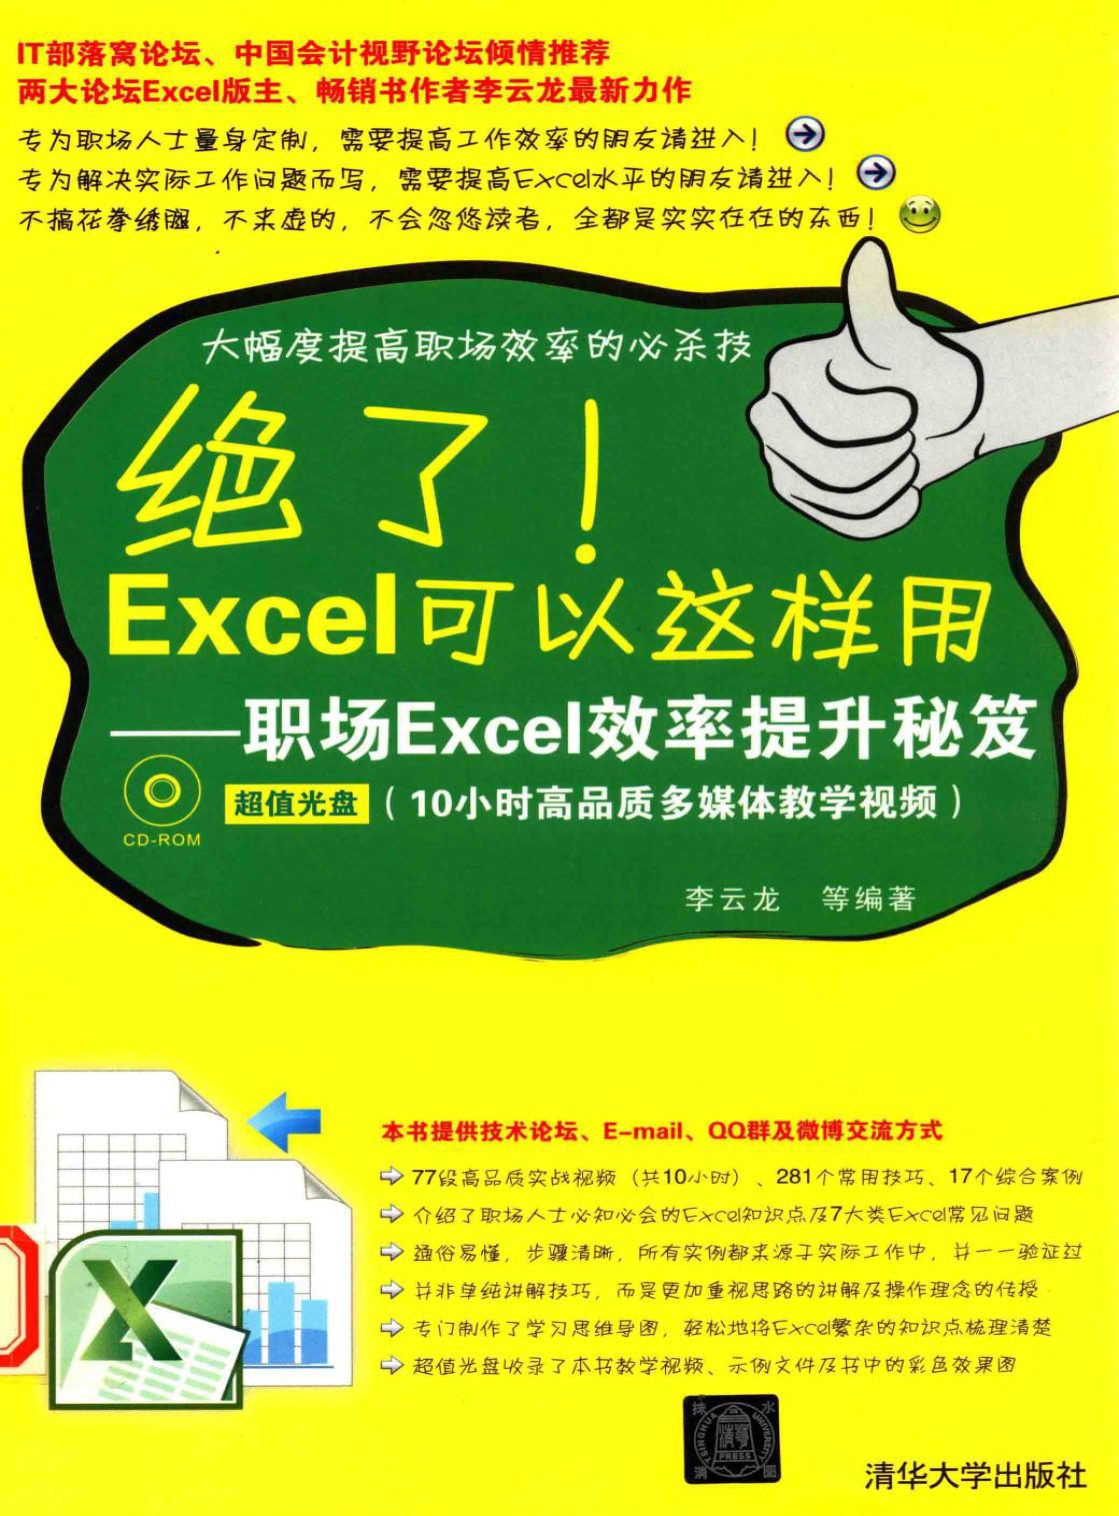 IT部落窝论坛、中国会计视野论坛倾情推荐
两大论坛Excel版主、畅销书作者李云龙最新力作
专为职场人士量身定制，需要提高工作效率的朋友请进入！
专为解决实际工作问题而写，需要提高Excel水平的朋友请进入！
不搞花拳绣腿，不来虚的，不会忽悠读者，全都是实实在在的东西！
大幅度提高职场效率的必杀技
绝了！
Excel可以这样用
——职场Excel效率提升秘笈
CD-ROM
超值光盘（10小时高品质多媒体教学视频）
李云龙 等编著
本书提供技术论坛、E-mail、QQ群及微博交流方式
77段高品质实战视频（共10小时）、281个常用技巧、17个综合案例
介绍了职场人士必知必会的Excel知识点及7大类Excel常见问题
通俗易懂，步骤清晰，所有实例都来源于实际工作中，并一一验证过
并非单纯讲解技巧，而是更加重视思路的讲解及操作理念的传授
专门制作了学习思维导图，轻松地将Excel繁杂的知识点梳理清楚
超值光盘收录了本书教学视频、示例文件及书中的彩色效果图
TSINGHUA UNIVERSITY
PRESS
清华大学出版社